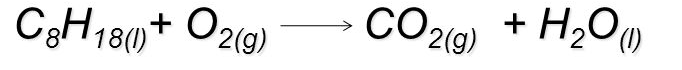 C₈H₁₈₍ₗ₎+ O₂₍g₎ ⟶ CO₂₍g₎ + H₂O₍ₗ₎